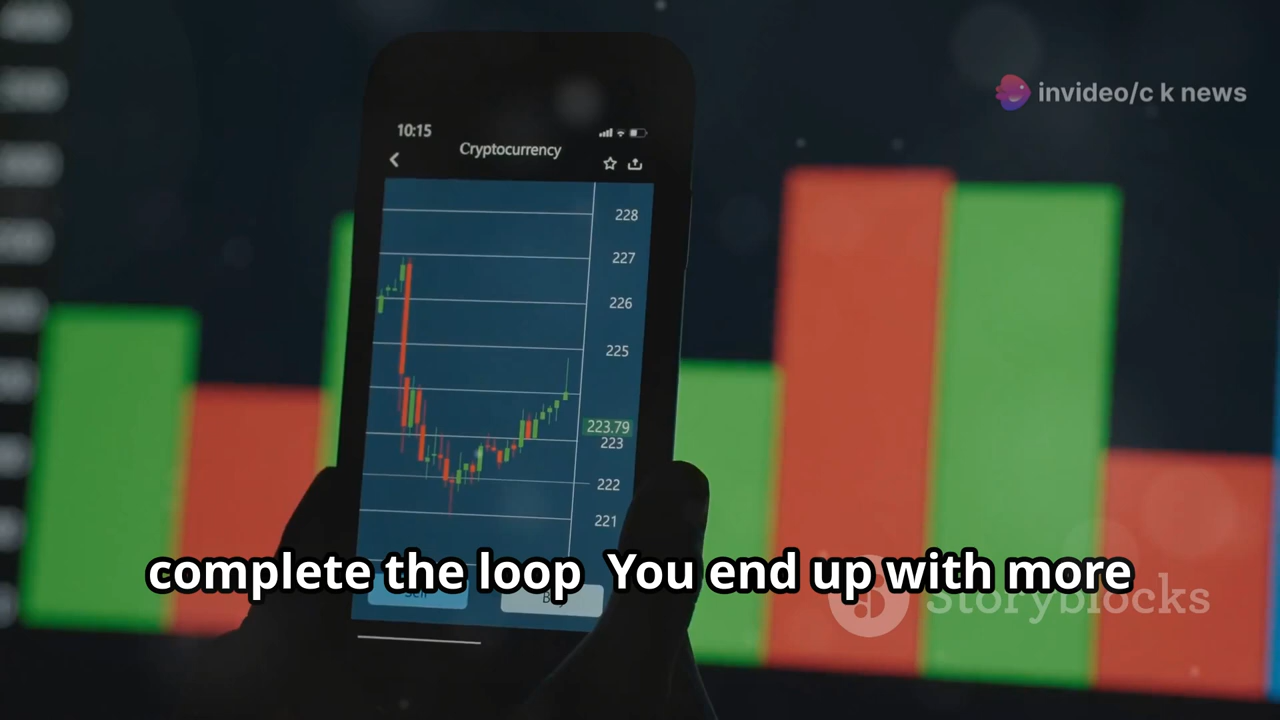 invideo/c k news
10:15
Cryptocurrency
228
227
226
225
223.79
223
222
221
complete the loop You end up with more
Storyblocks